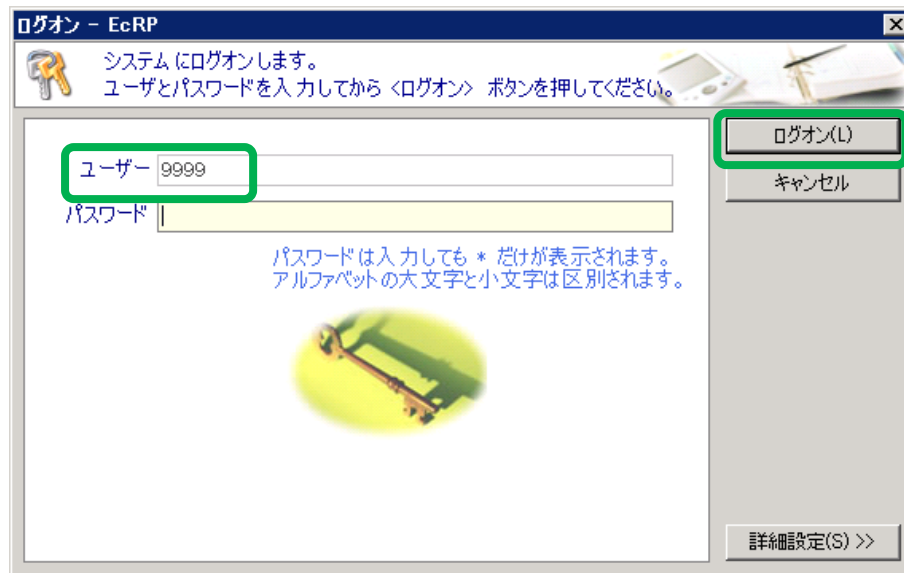 ログオン - EcRP
システムにログオンします。
ユーザとパスワードを入力してから <ログオン> ボタンを押してください。
ログオン(L)
キャンセル
ユーザー 9999
パスワード
パスワードは入力しても * だけが表示されます。
アルファベットの大文字と小文字は区別されます。
詳細設定(S) >>